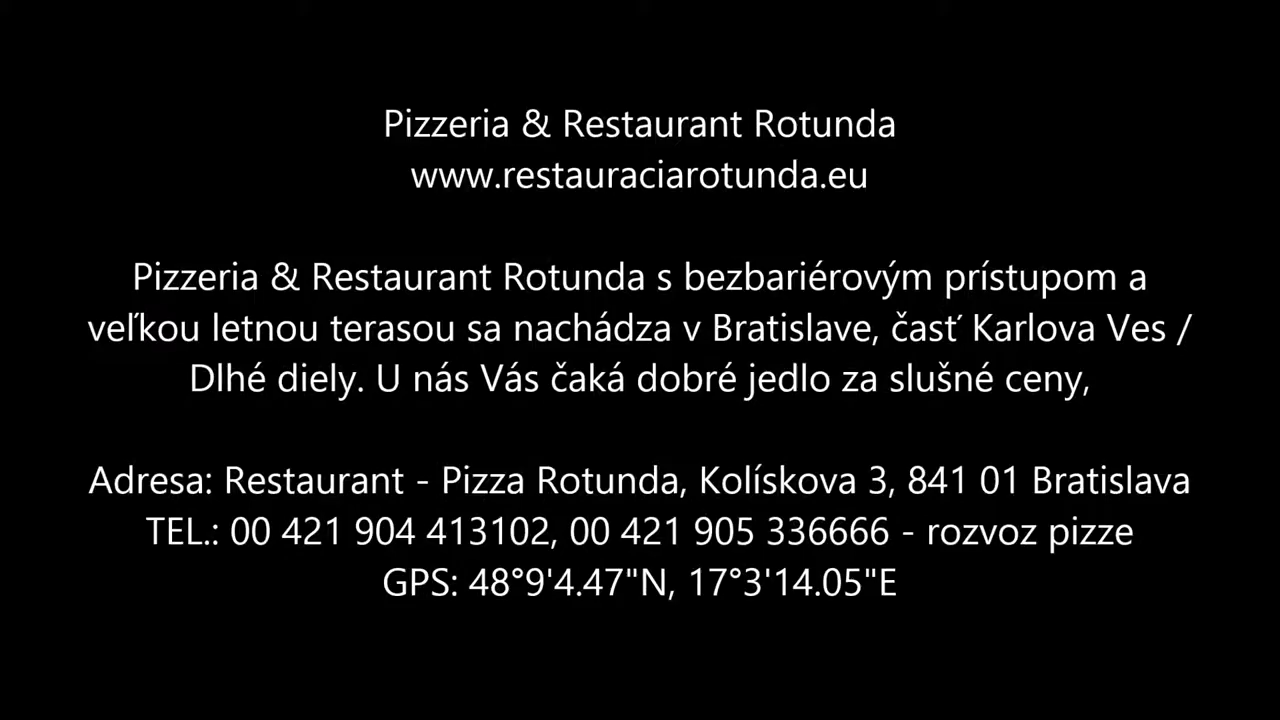 Pizzeria & Restaurant Rotunda
www.restauraciarotunda.eu
Pizzeria & Restaurant Rotunda s bezbariérovým prístupom a
veľkou letnou terasou sa nachádza v Bratislave, časť Karlova Ves /
Dlhé diely. U nás Vás čaká dobré jedlo za slušné ceny,
Adresa: Restaurant - Pizza Rotunda, Kolískova 3, 841 01 Bratislava
TEL.: 00 421 904 413102, 00 421 905 336666 - rozvoz pizze
GPS: 48°9'4.47"N, 17°3'14.05"E